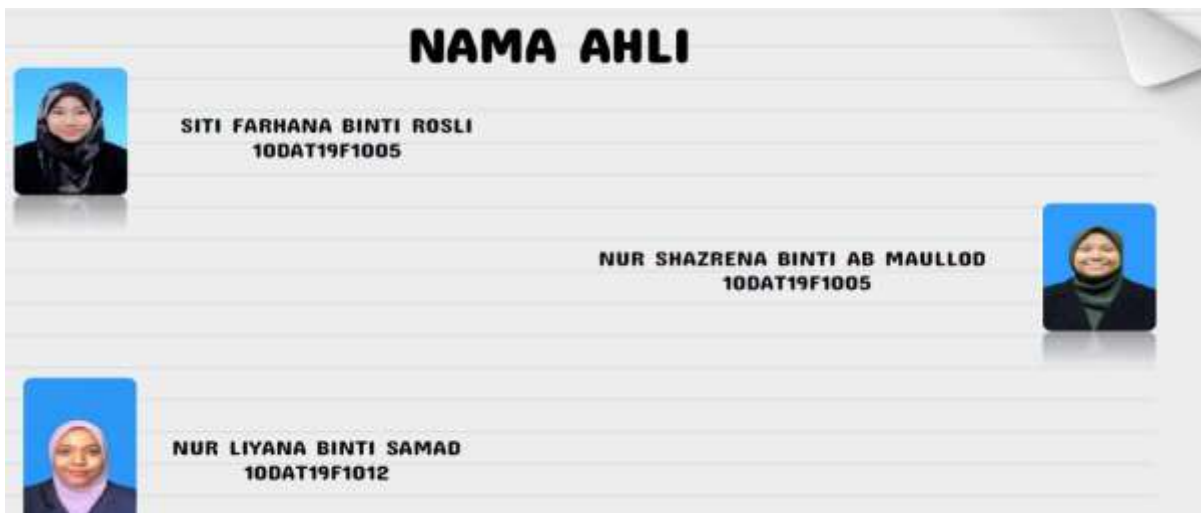 NAMA AHLI
SITI FARHANA BINTI ROSLI
10DAT19F1005
NUR SHAZRENA BINTI AB MAULLOD
10DAT19F1005
NUR LIYANA BINTI SAMAD
10DAT19F1012